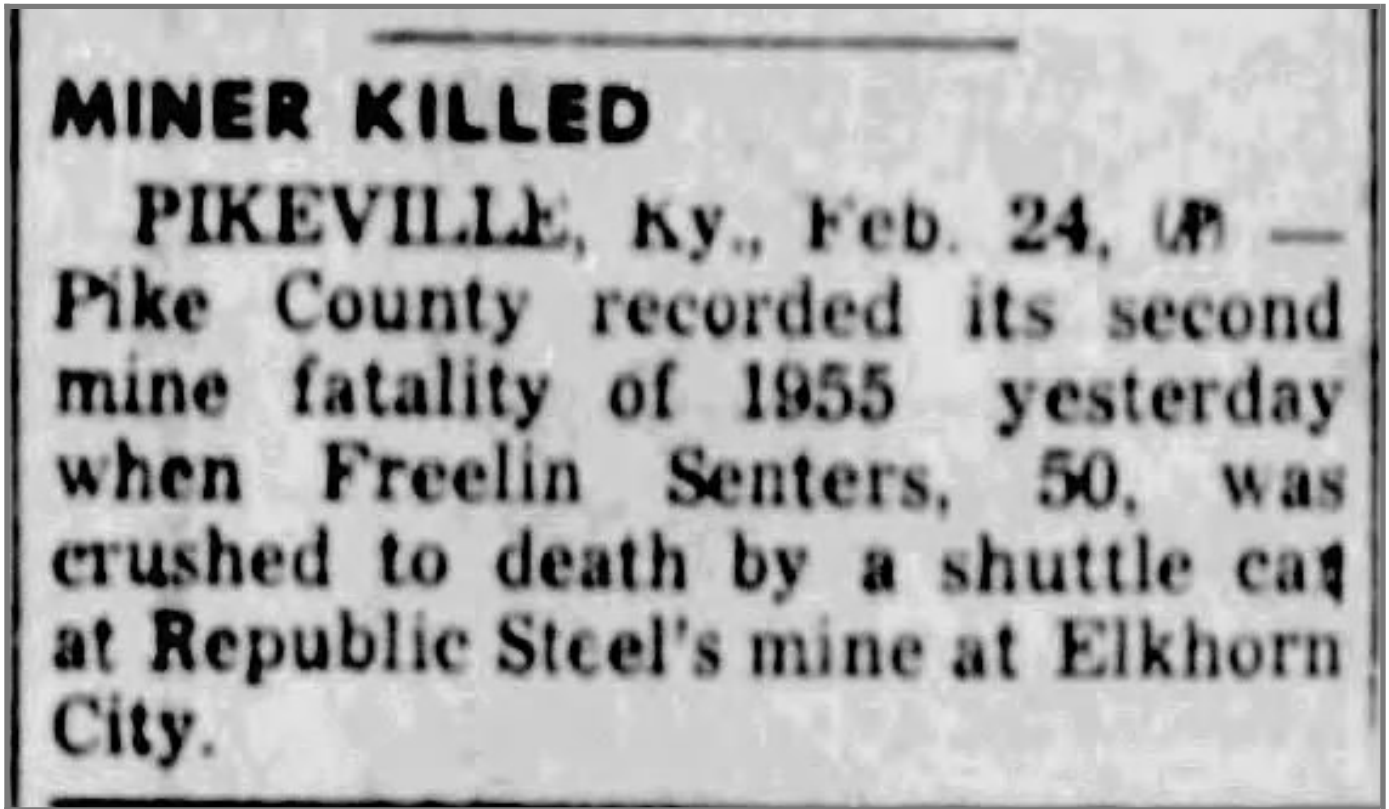 MINER KILLED
PIKEVILLE, Ky., Feb. 24, (AP) —
Pike County recorded its second
mine fatality of 1955 yesterday
when Freelin Senters, 50, was
crushed to death by a shuttle car
at Republic Steel's mine at Elkhorn
City.